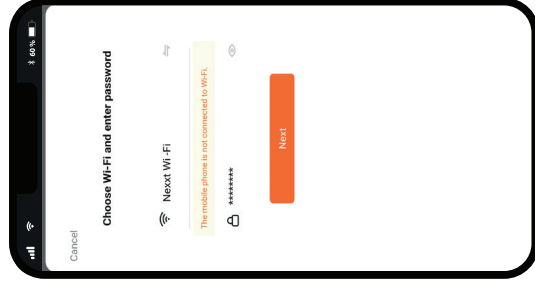 60 %
Cancel
Choose Wi-Fi and enter password
Nexxt Wi -Fi
The mobile phone is not connected to Wi-Fi.
********
Next